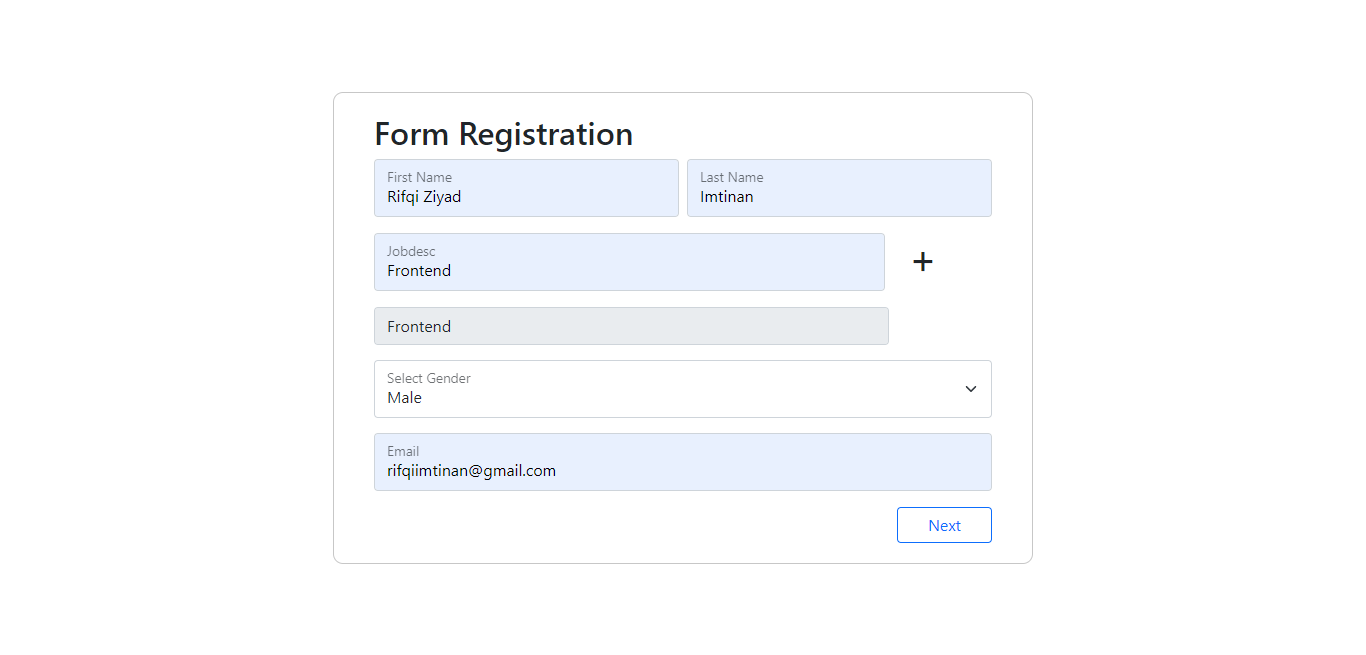 Form Registration
First Name
Rifqi Ziyad
Last Name
Imtinan
Jobdesc
Frontend
+
Frontend
Select Gender
Male
Email
rifqiimtinan@gmail.com
Next